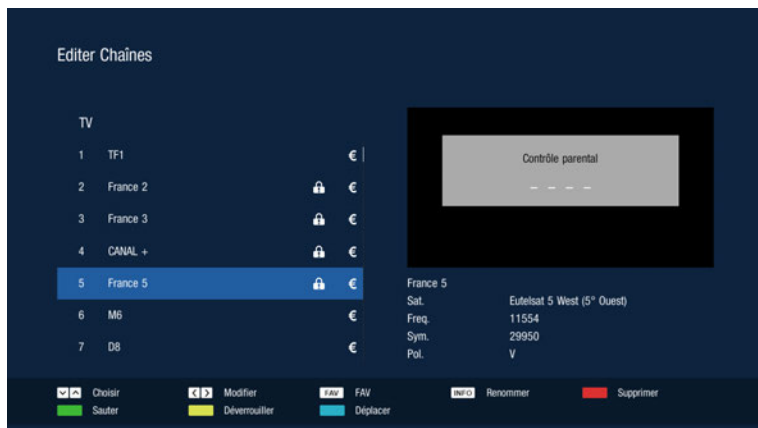 Editer Chaînes
TV
1 TF1 €
2 France 2 €
3 France 3 €
4 CANAL + €
5 France 5 €
6 M6 €
7 D8 €
Contrôle parental
_ _ _ _
France 5
Sat. Eutelsat 5 West (5° Ouest)
Freq. 11554
Sym. 29950
Pol. V
Choisir Modifier FAV FAV INFO Renommer Supprimer
Sauter Déverrouiller Déplacer